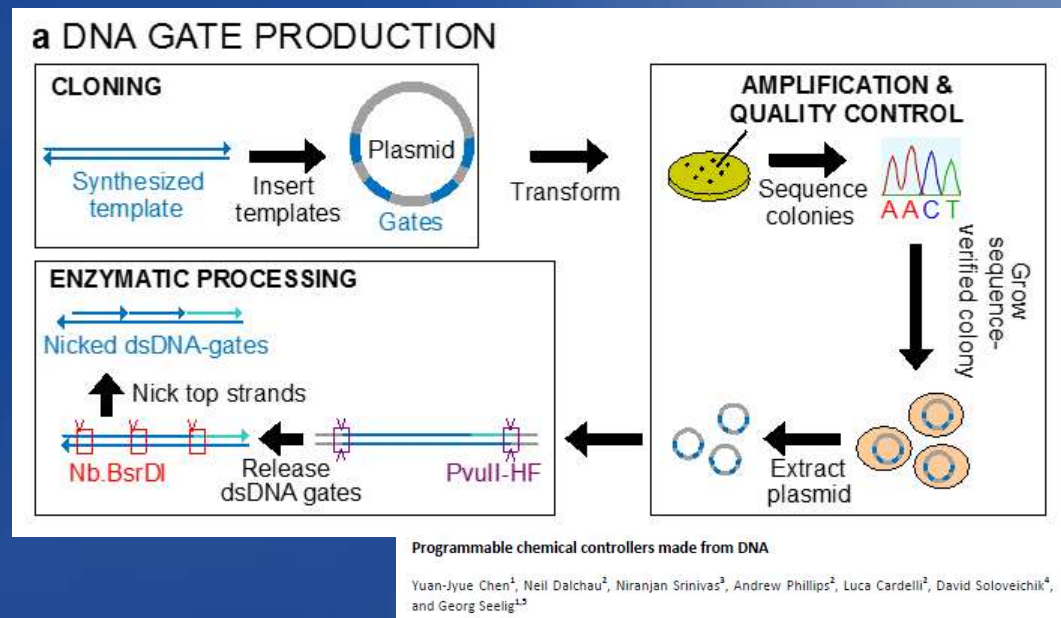 a DNA GATE PRODUCTION
CLONING
Synthesized
template
Insert
templates
Plasmid
Gates
Transform
AMPLIFICATION &
QUALITY CONTROL
Sequence
colonies
AACT
Grow
sequence-
verified colony
Extract
plasmid
ENZYMATIC PROCESSING
Nicked dsDNA-gates
Nick top strands
Nb.BsrDI
Release
dsDNA gates
PvuII-HF
Programmable chemical controllers made from DNA
Yuan-Jyue Chen¹, Neil Dalchau², Niranjan Srinivas³, Andrew Phillips², Luca Cardelli², David Soloveichik⁴,
and Georg Seelig¹·⁵